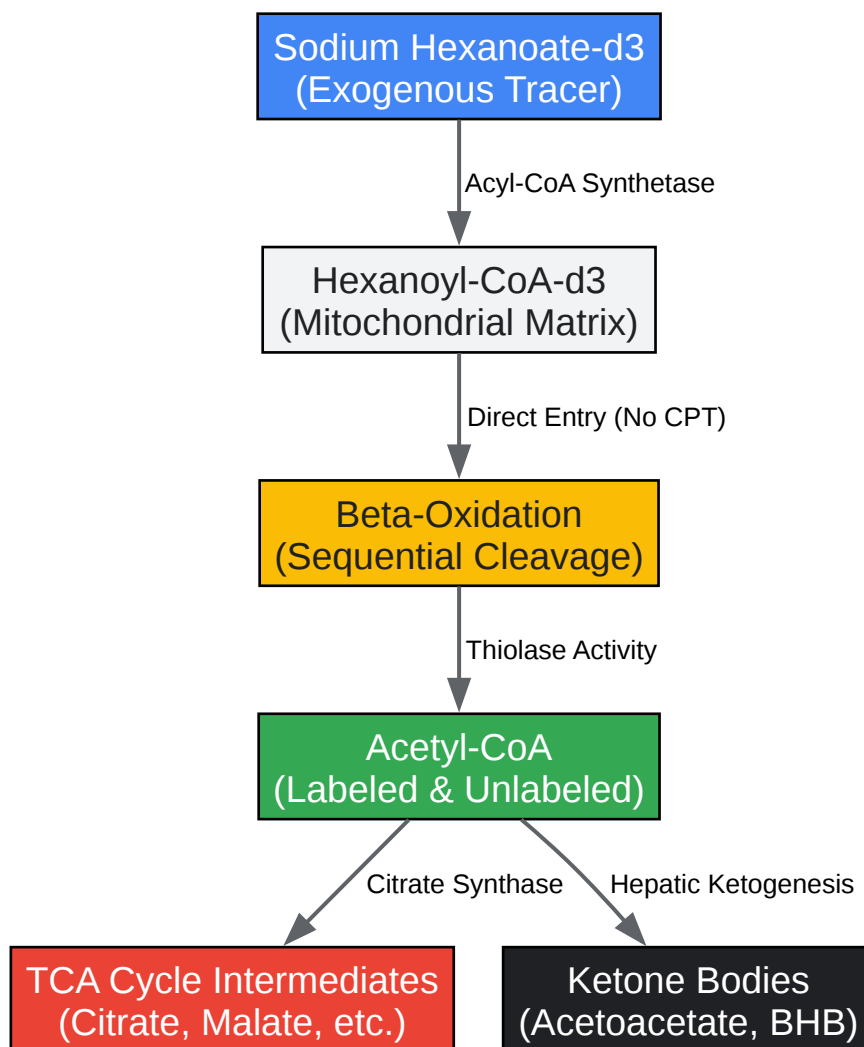 Sodium Hexanoate-d3
(Exogenous Tracer)
Acyl-CoA Synthetase
Hexanoyl-CoA-d3
(Mitochondrial Matrix)
Direct Entry (No CPT)
Beta-Oxidation
(Sequential Cleavage)
Thiolase Activity
Acetyl-CoA
(Labeled & Unlabeled)
Citrate Synthase
Hepatic Ketogenesis
TCA Cycle Intermediates
(Citrate, Malate, etc.)
Ketone Bodies
(Acetoacetate, BHB)